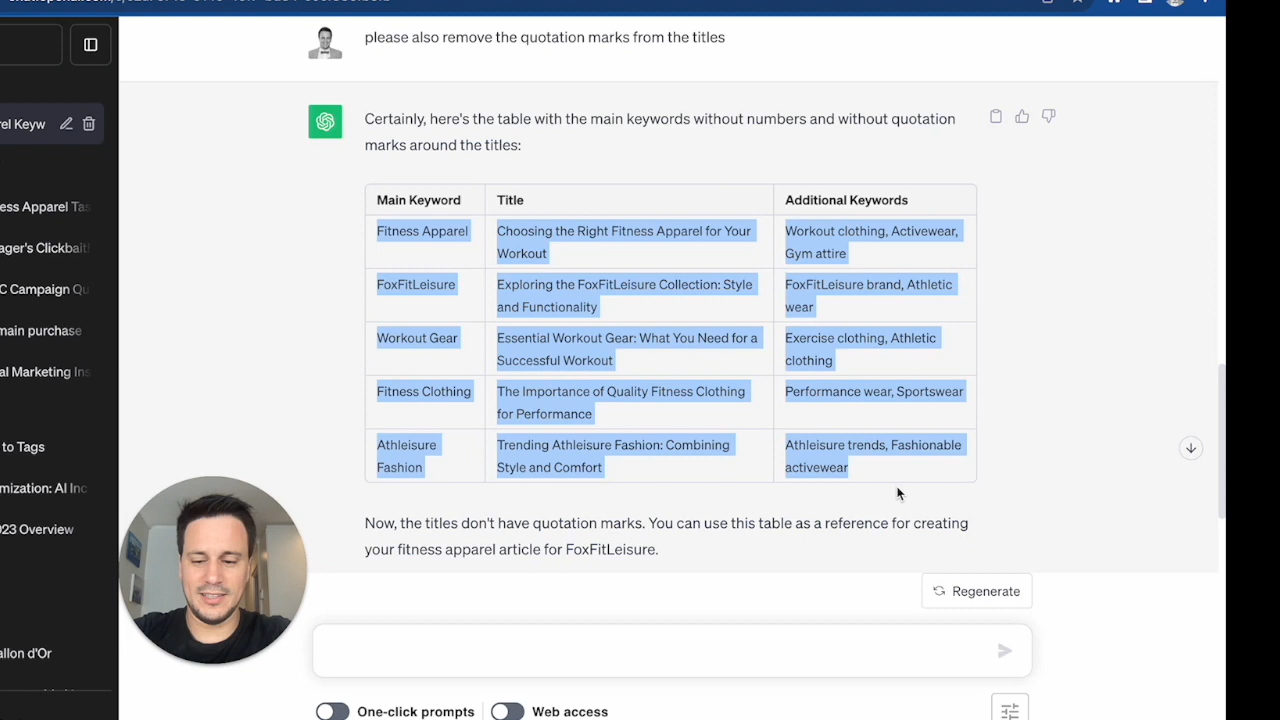 please also remove the quotation marks from the titles
rel Keyw
Certainly, here's the table with the main keywords without numbers and without quotation
marks around the titles:
Main Keyword Title Additional Keywords
Fitness Apparel Choosing the Right Fitness Apparel for Your Workout clothing, Activewear,
Workout Gym attire
FoxFitLeisure Exploring the FoxFitLeisure Collection: Style FoxFitLeisure brand, Athletic
and Functionality wear
Workout Gear Essential Workout Gear: What You Need for a Exercise clothing, Athletic
Successful Workout clothing
Fitness Clothing The Importance of Quality Fitness Clothing Performance wear, Sportswear
for Performance
Athleisure Trending Athleisure Fashion: Combining Athleisure trends, Fashionable
Fashion Style and Comfort activewear
Now, the titles don't have quotation marks. You can use this table as a reference for creating
your fitness apparel article for FoxFitLeisure.
ess Apparel Tas
ager's Clickbait
C Campaign Qu
main purchase
al Marketing Ins
to Tags
mization: AI Inc
023 Overview
allon d'Or
Regenerate
One-click prompts Web access